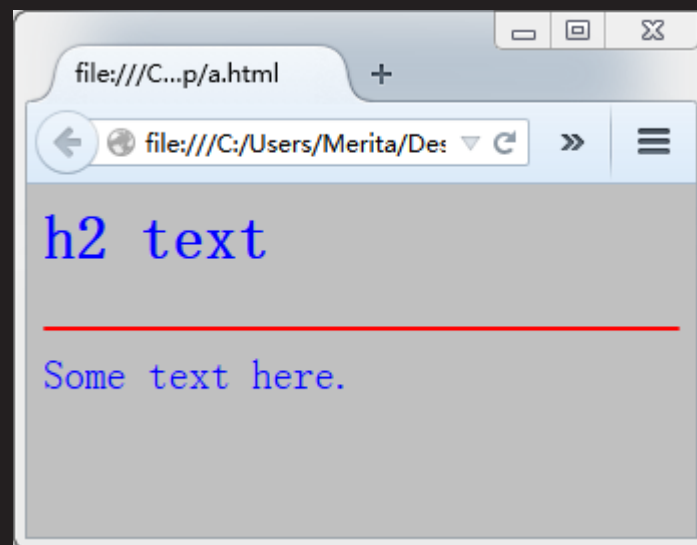 file:///C...p/a.html
file:///C:/Users/Merita/Des
h2 text
Some text here.